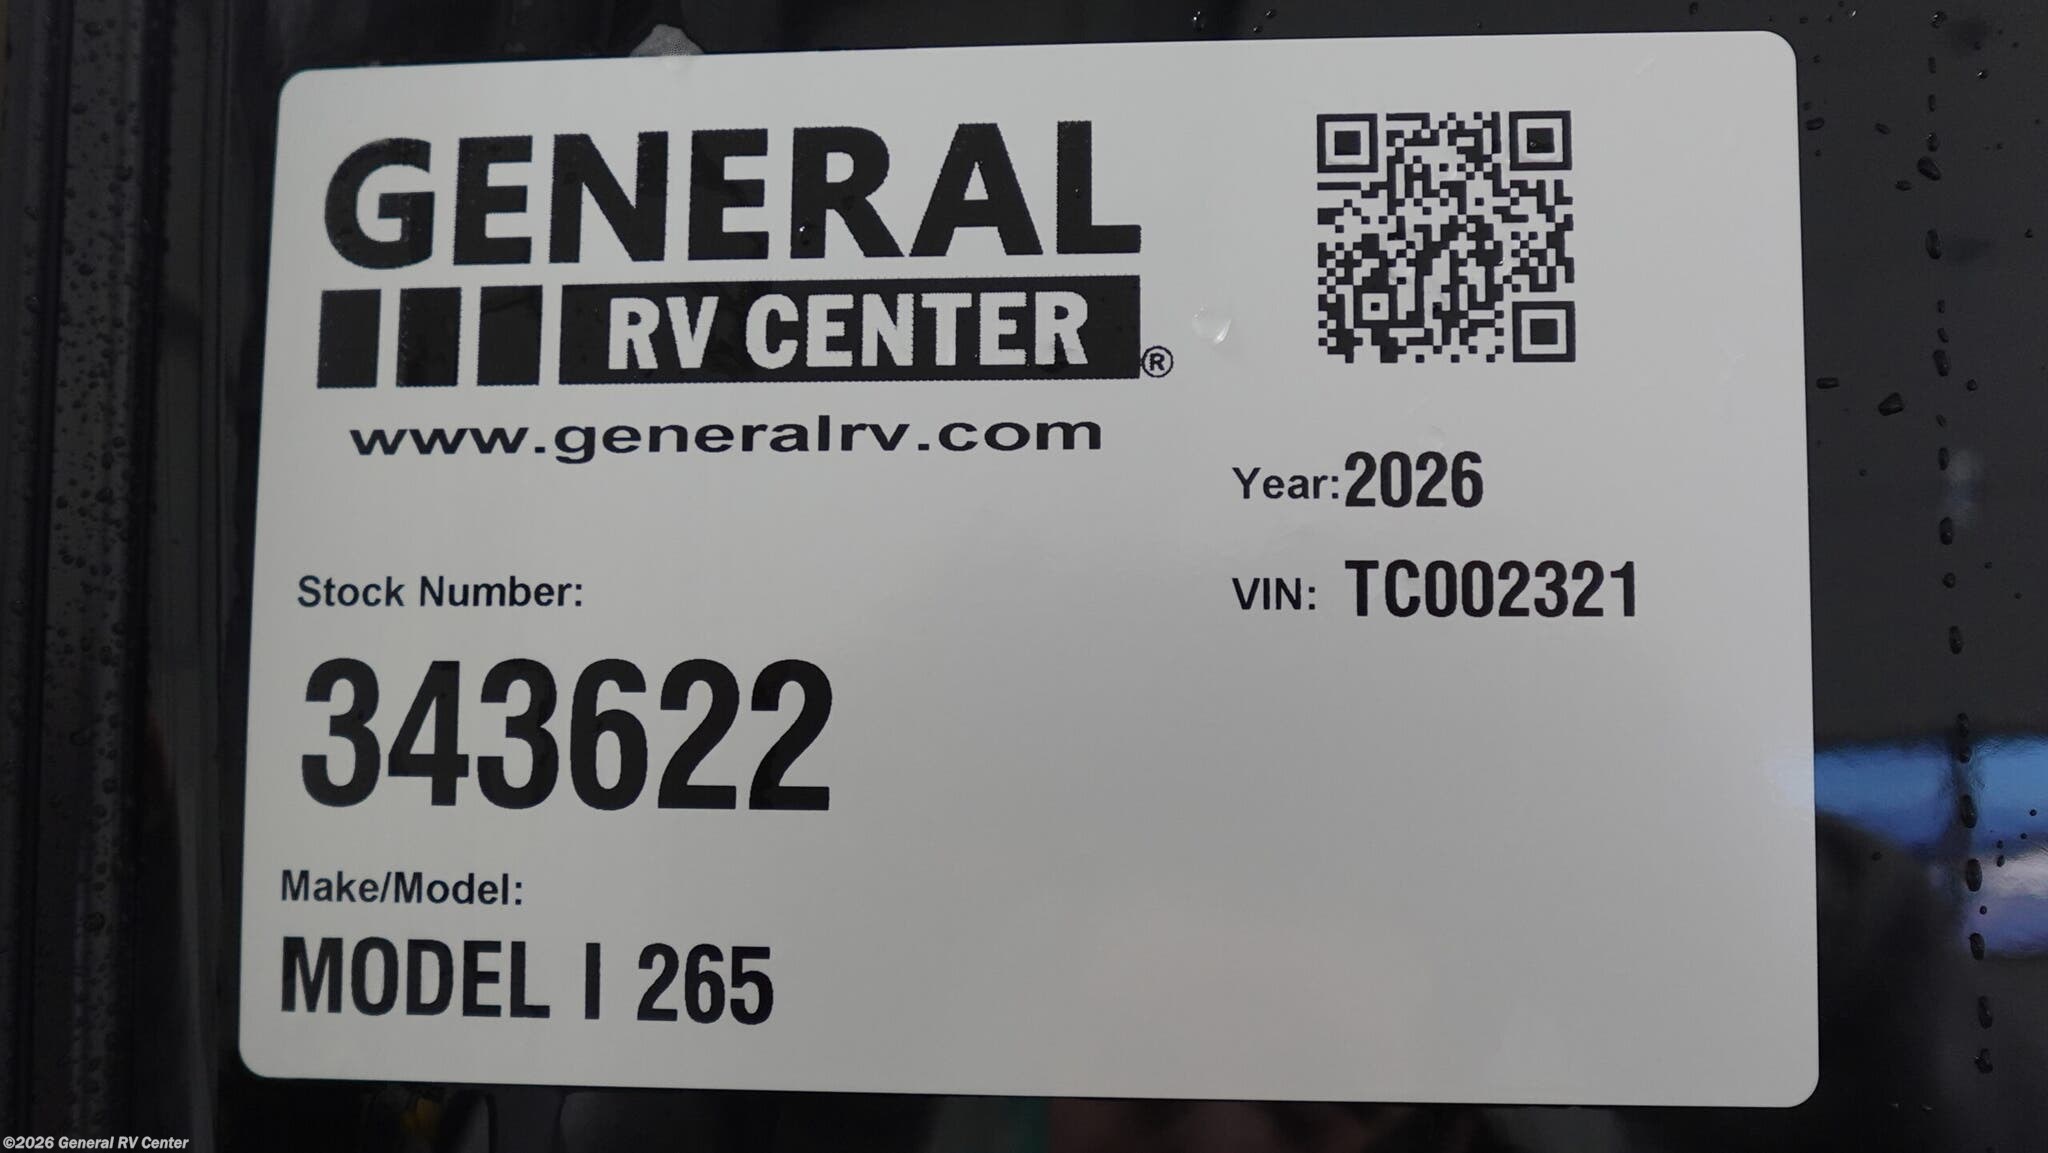 GENERAL
RV CENTER ®
www.generalrv.com
Year: 2026
VIN: TC002321
Stock Number:
343622
Make/Model:
MODEL I 265
©2026 General RV Center